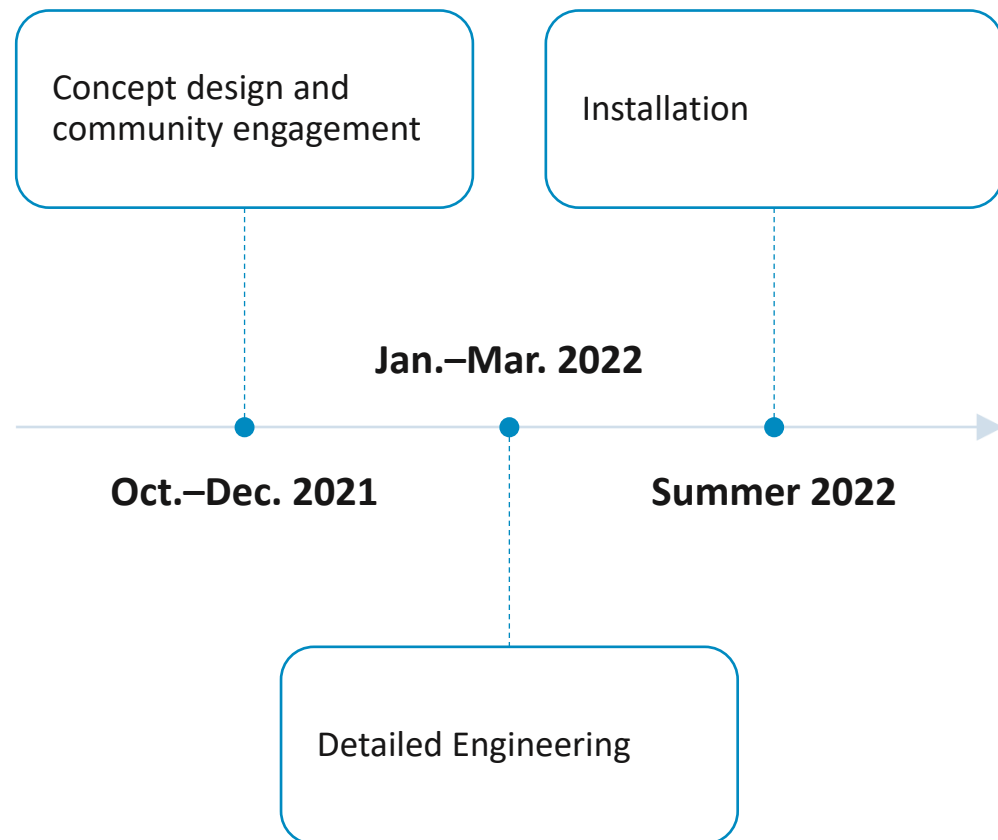 Concept design and
community engagement
Installation
Jan.–Mar. 2022
Oct.–Dec. 2021
Summer 2022
Detailed Engineering